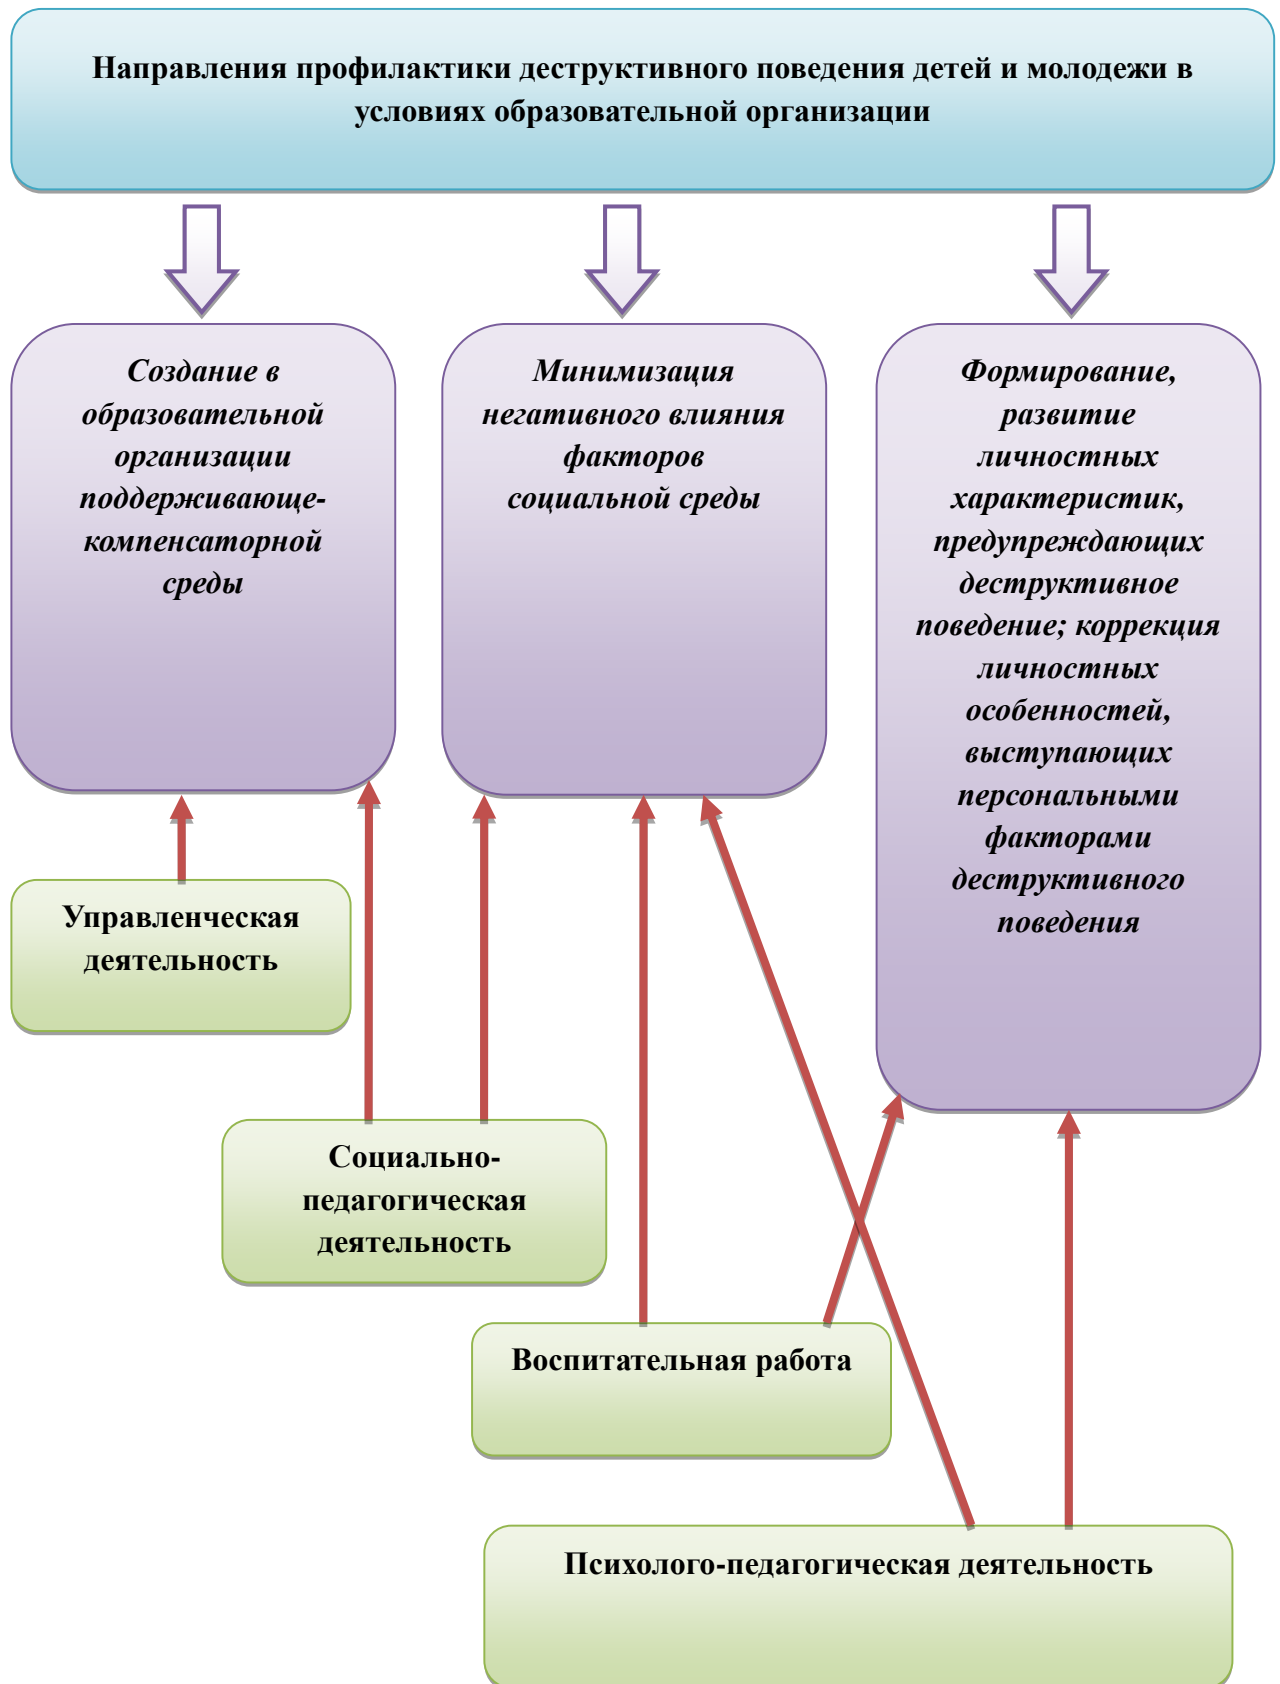 Направления профилактики деструктивного поведения детей и молодежи в
условиях образовательной организации
Создание в
образовательной
организации
поддерживающе-
компенсаторной
среды
Минимизация
негативного влияния
факторов
социальной среды
Формирование,
развитие
личностных
характеристик,
предупреждающих
деструктивное
поведение; коррекция
личностных
особенностей,
выступающих
персональными
факторами
деструктивного
поведения
Управленческая
деятельность
Социально-
педагогическая
деятельность
Воспитательная работа
Психолого-педагогическая деятельность